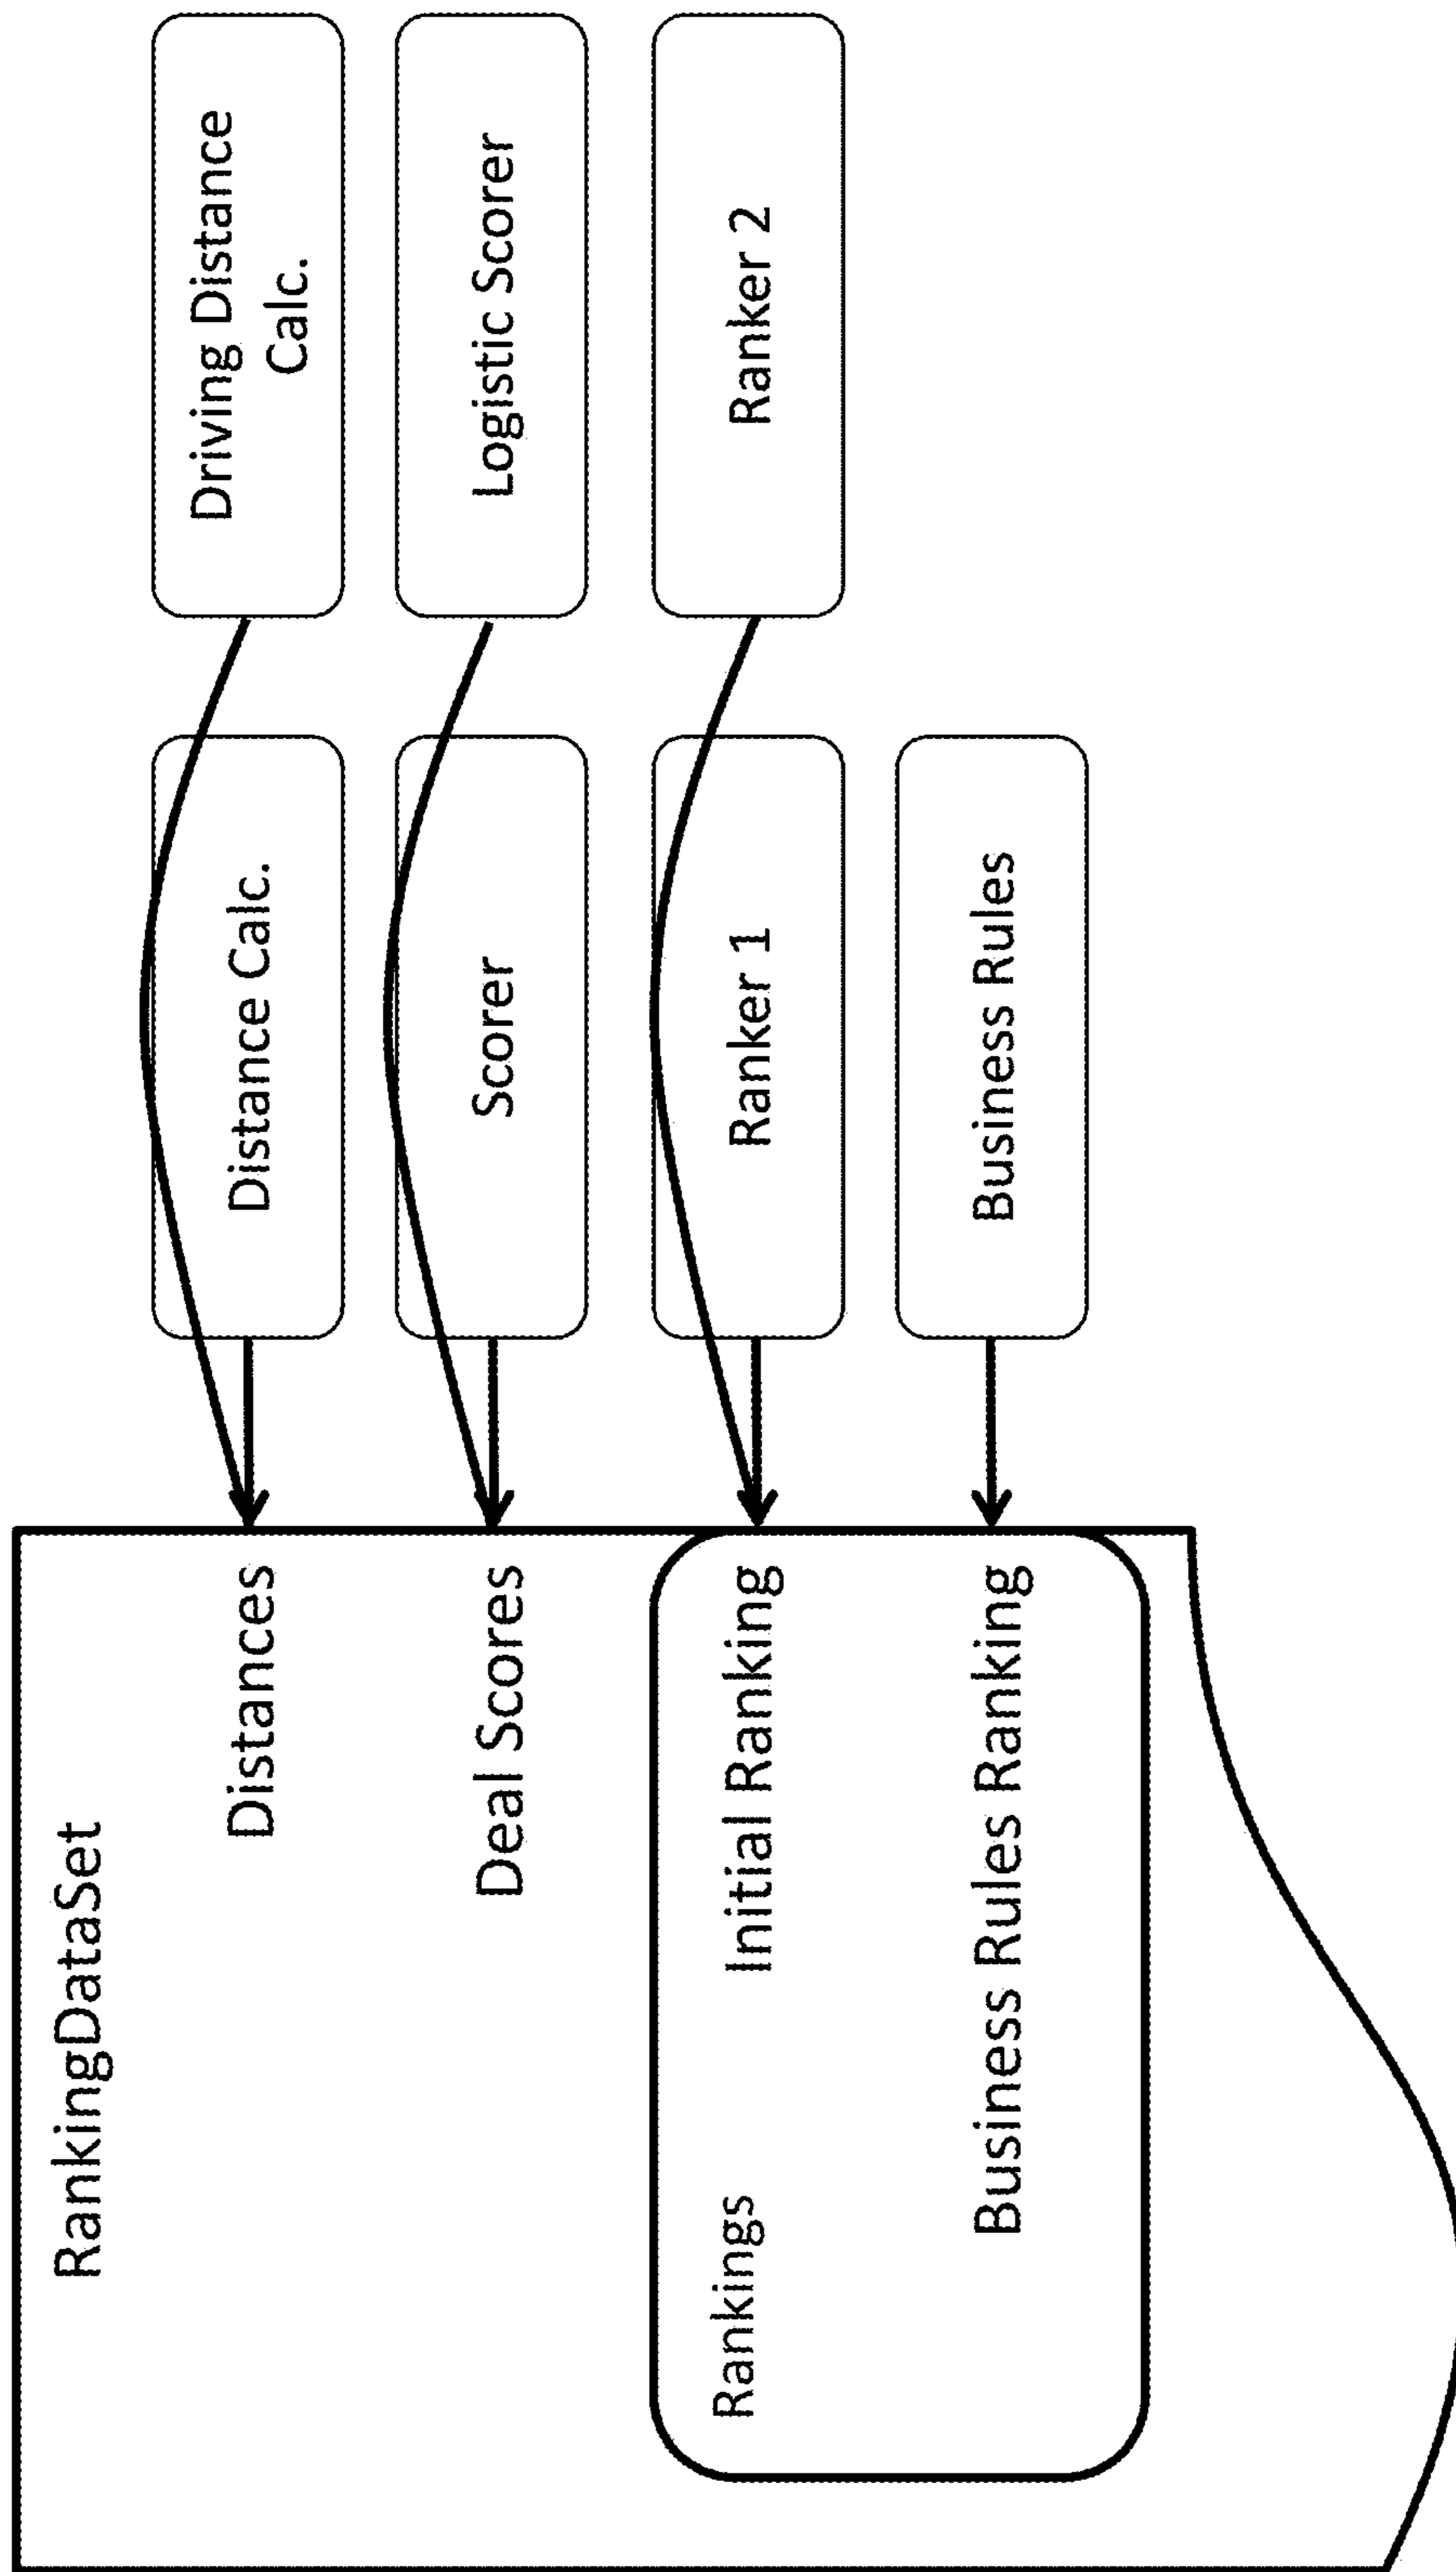 RankingDataSet
Distances
Distance Calc.
Driving Distance
Calc.
Deal Scores
Scorer
Logistic Scorer
Rankings
Initial Ranking
Ranker 1
Ranker 2
Business Rules Ranking
Business Rules